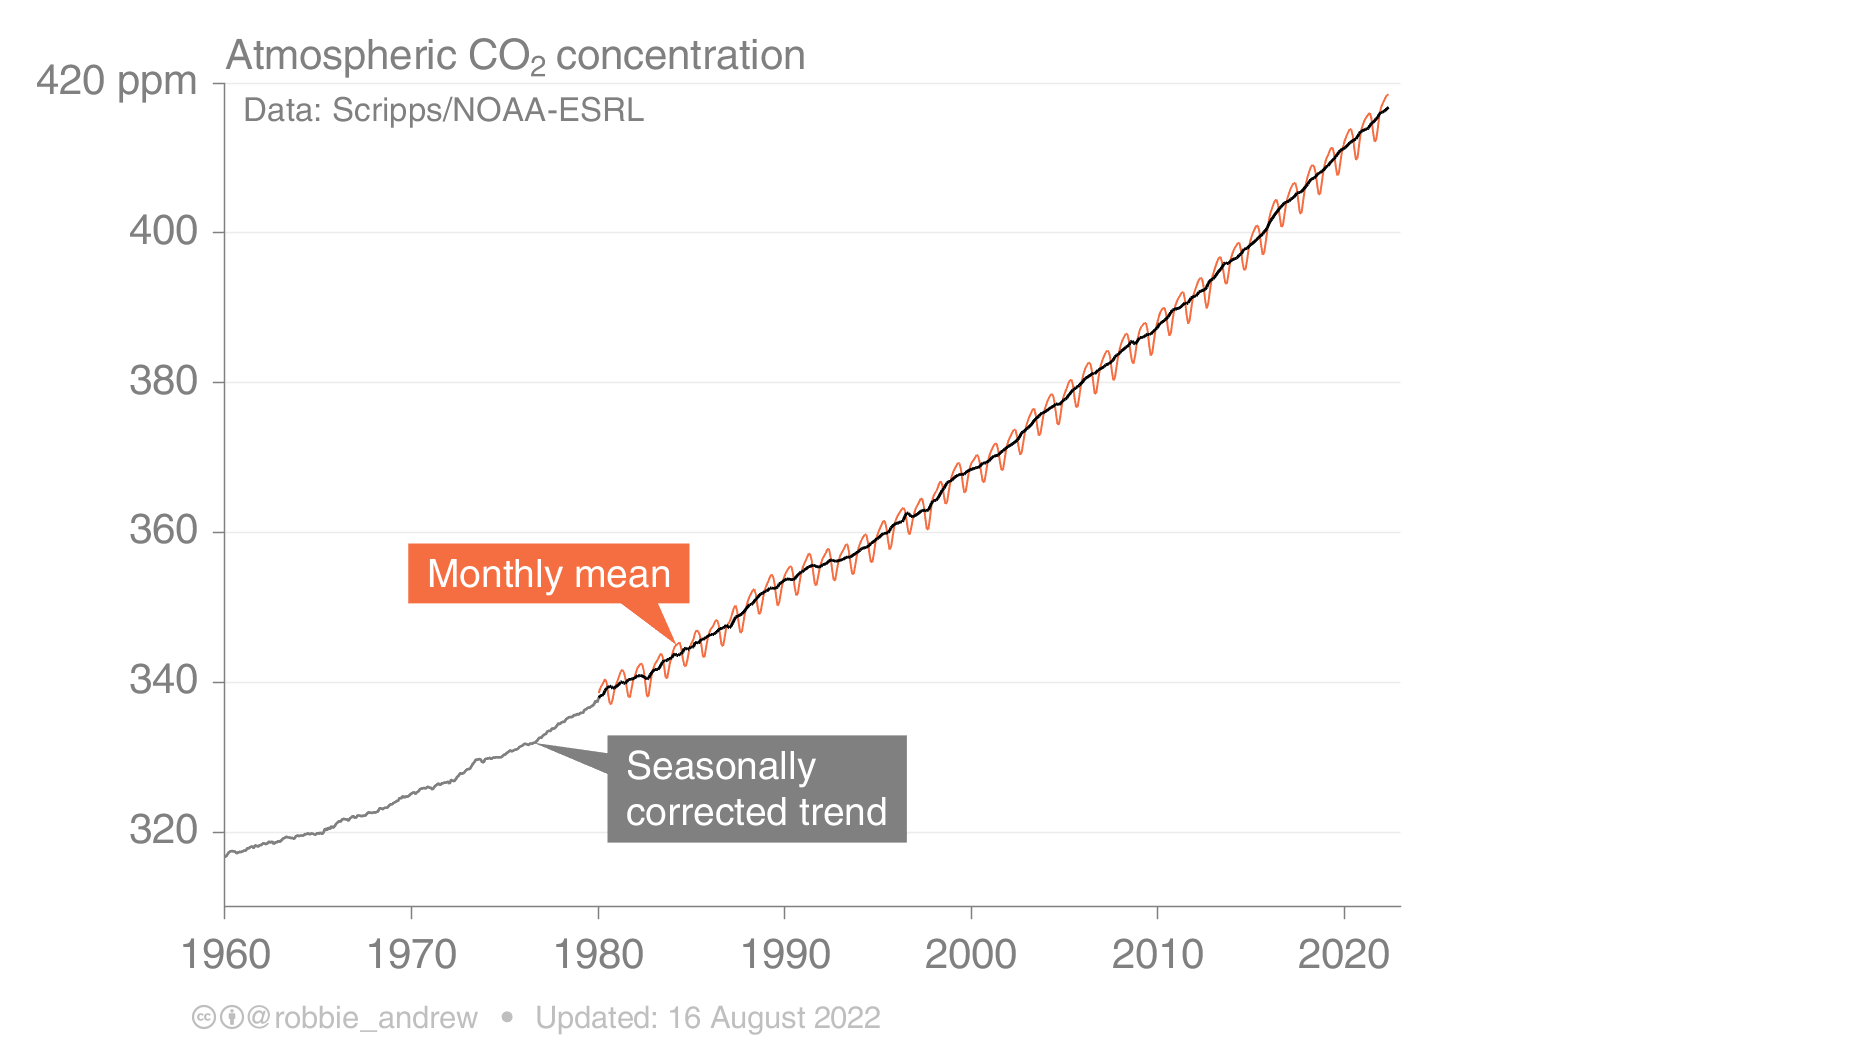 Atmospheric CO₂ concentration
420 ppm
Data: Scripps/NOAA-ESRL
400
380
360
Monthly mean
340
Seasonally
corrected trend
320
1960 1970 1980 1990 2000 2010 2020
cc @robbie_andrew • Updated: 16 August 2022